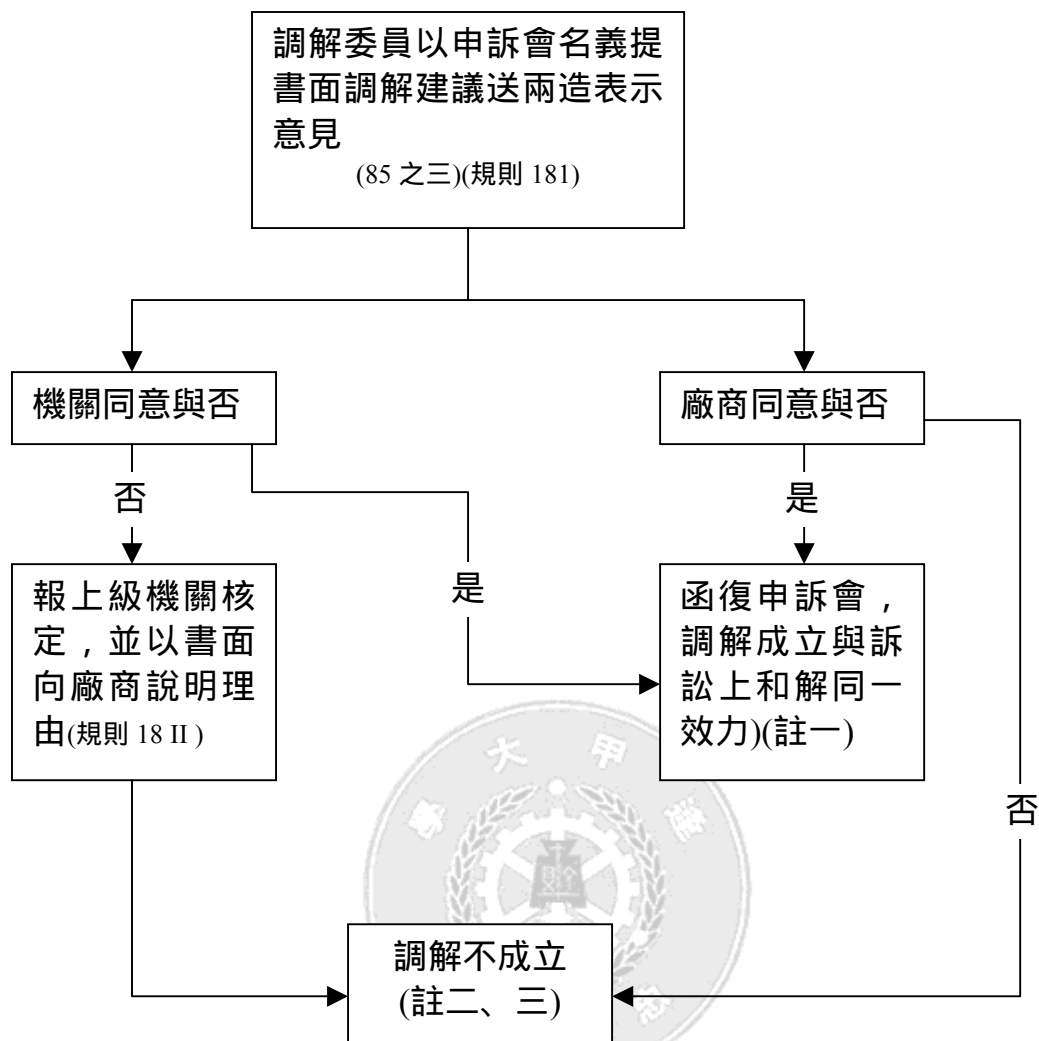 調解委員以申訴會名義提
書面調解建議送兩造表示
意見
(85 之三)(規則 181)
機關同意與否
廠商同意與否
否
是
報上級機關核
定，並以書面
向廠商說明理
由(規則 18 II )
是
函復申訴會，
調解成立與訴
訟上和解同一
效力)(註一)
否
調解不成立
(註二、三)
大 甲 逢
學